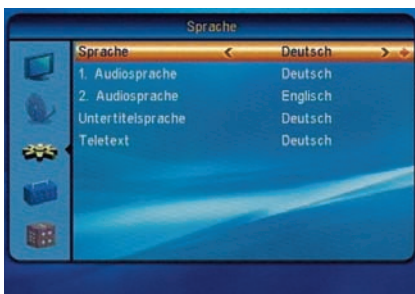 Sprache
Sprache < Deutsch >
1. Audiosprache Deutsch
2. Audiosprache Englisch
Untertitelsprache Deutsch
Teletext Deutsch